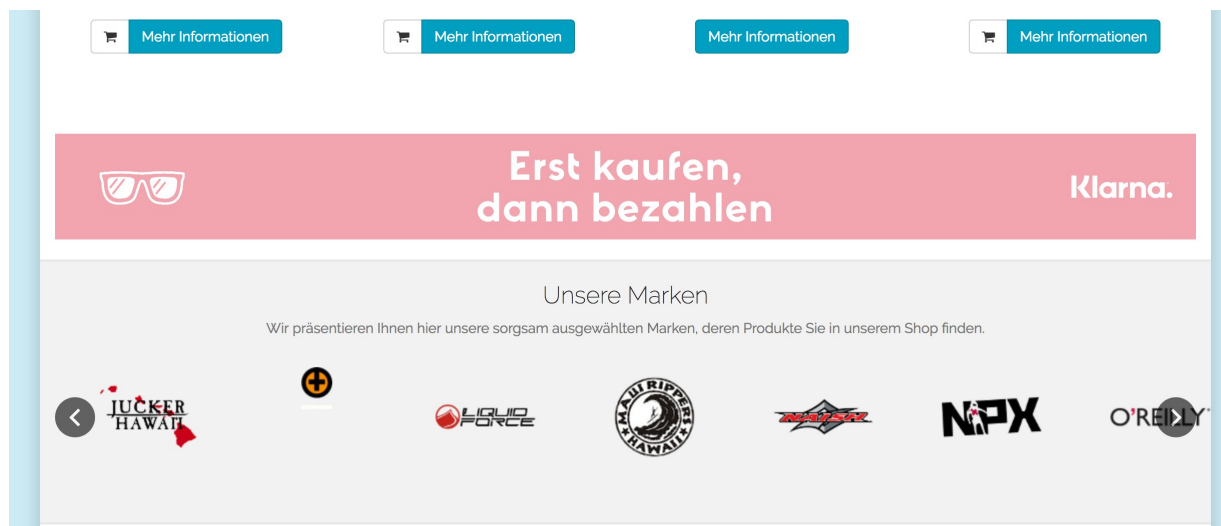 Mehr Informationen
Mehr Informationen
Mehr Informationen
Mehr Informationen
Erst kaufen,
dann bezahlen
Klarna.
Unsere Marken
Wir präsentieren Ihnen hier unsere sorgsam ausgewählten Marken, deren Produkte Sie in unserem Shop finden.
JUCKER
HAWAII
LIQUID
FORCE
MAUI RIPPERS
HAWAII
NAISH
NPX
O'REILLY